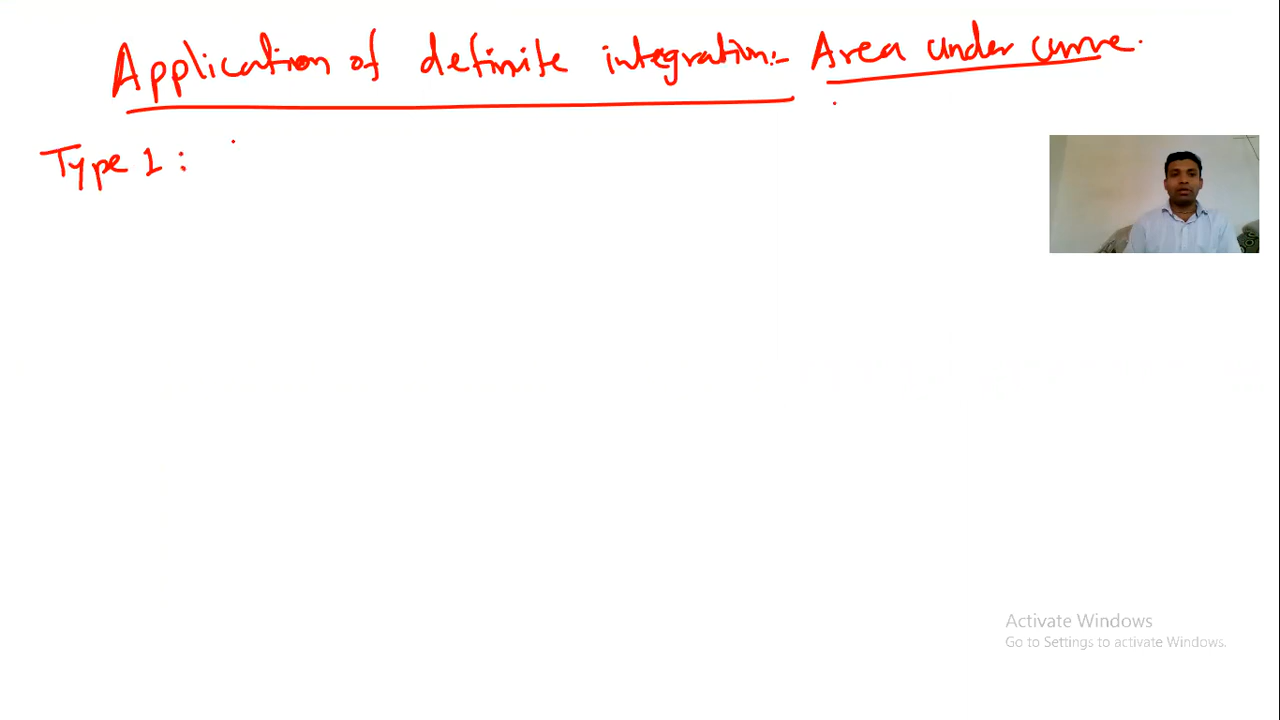 Application of definite integration:- Area under curve.
Type 1:
Activate Windows
Go to Settings to activate Windows.